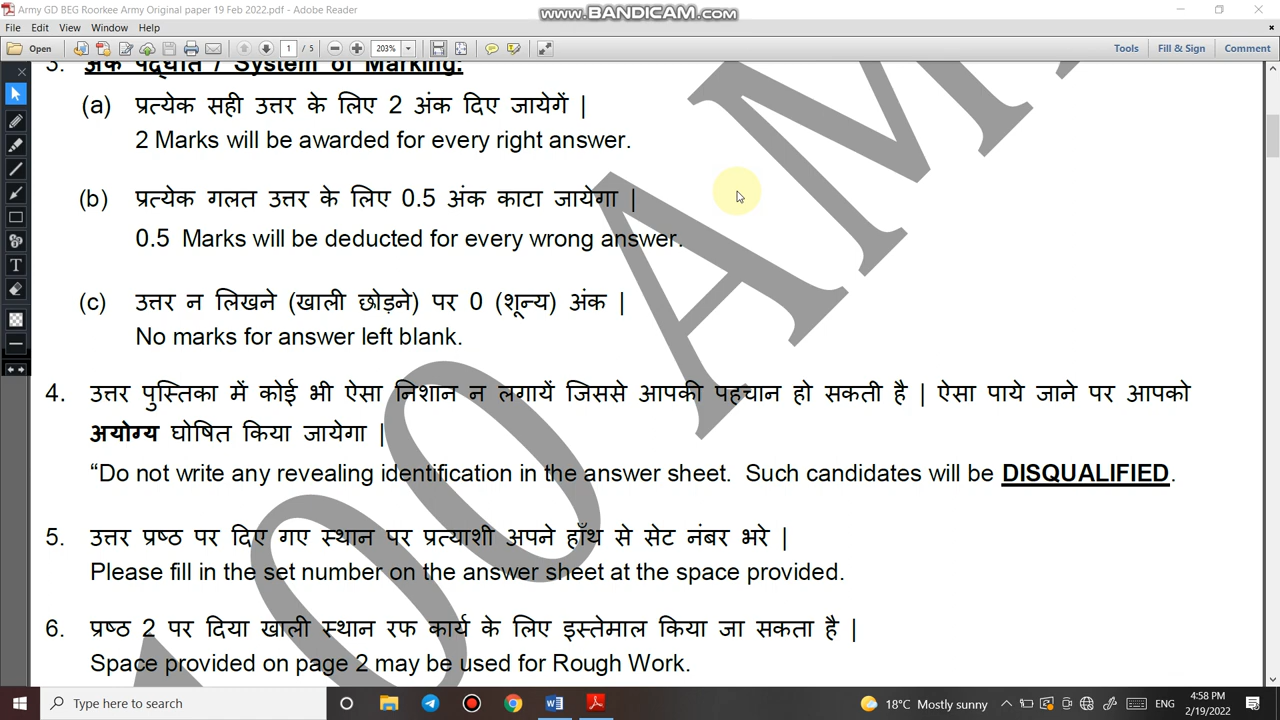 Army GD BEG Roorkee Army Original paper 19 Feb 2022.pdf - Adobe Reader
www.BANDICAM.com
File Edit View Window Help
Open 1 / 5 203% Tools Fill & Sign Comment
3. अंक पद्धति / System of Marking:
(a) प्रत्येक सही उत्तर के लिए 2 अंक दिए जायेगें |
2 Marks will be awarded for every right answer.
(b) प्रत्येक गलत उत्तर के लिए 0.5 अंक काटा जायेगा |
0.5 Marks will be deducted for every wrong answer.
(c) उत्तर न लिखने (खाली छोड़ने) पर 0 (शून्य) अंक |
No marks for answer left blank.
4. उत्तर पुस्तिका में कोई भी ऐसा निशान न लगायें जिससे आपकी पहचान हो सकती है | ऐसा पाये जाने पर आपको
अयोग्य घोषित किया जायेगा |
“Do not write any revealing identification in the answer sheet. Such candidates will be DISQUALIFIED.
5. उत्तर प्रष्ठ पर दिए गए स्थान पर प्रत्याशी अपने हाँथ से सेट नंबर भरे |
Please fill in the set number on the answer sheet at the space provided.
6. प्रष्ठ 2 पर दिया खाली स्थान रफ कार्य के लिए इस्तेमाल किया जा सकता है |
Space provided on page 2 may be used for Rough Work.
100 AM
Type here to search
18°C Mostly sunny
ENG
4:58 PM
2/19/2022